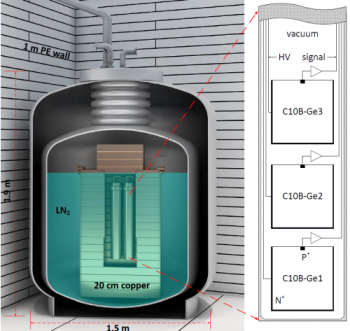 1 m PE wall
1.9 m
LN₂
20 cm copper
1.5 m
vacuum
HV signal
C10B-Ge3
C10B-Ge2
P⁺
C10B-Ge1
N⁺